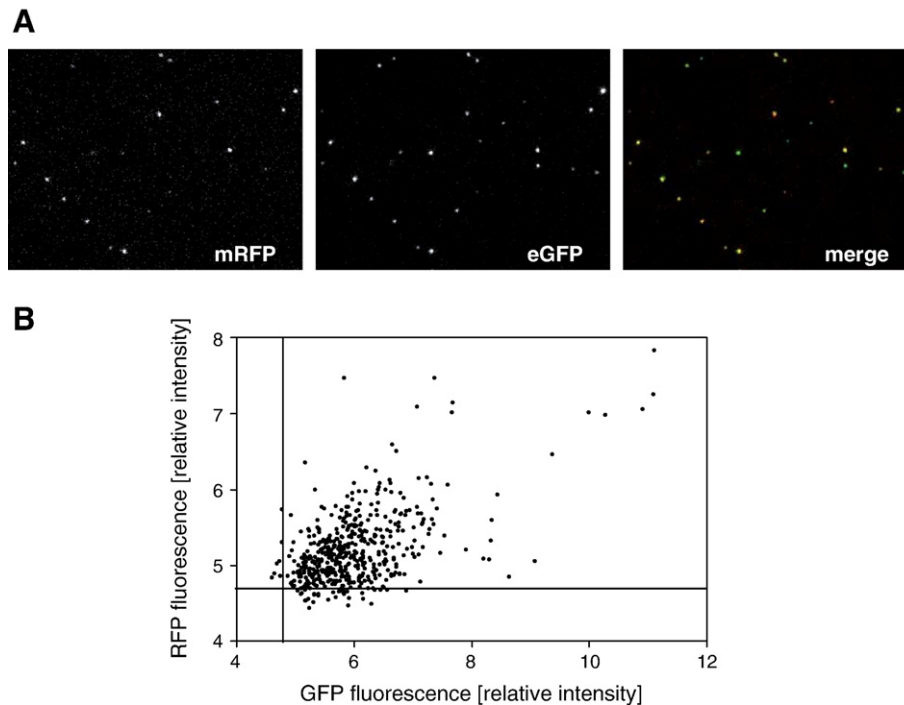 A
mRFP
eGFP
merge
B
RFP fluorescence [relative intensity]
8
7
6
5
4
4
6
8
10
12
GFP fluorescence [relative intensity]